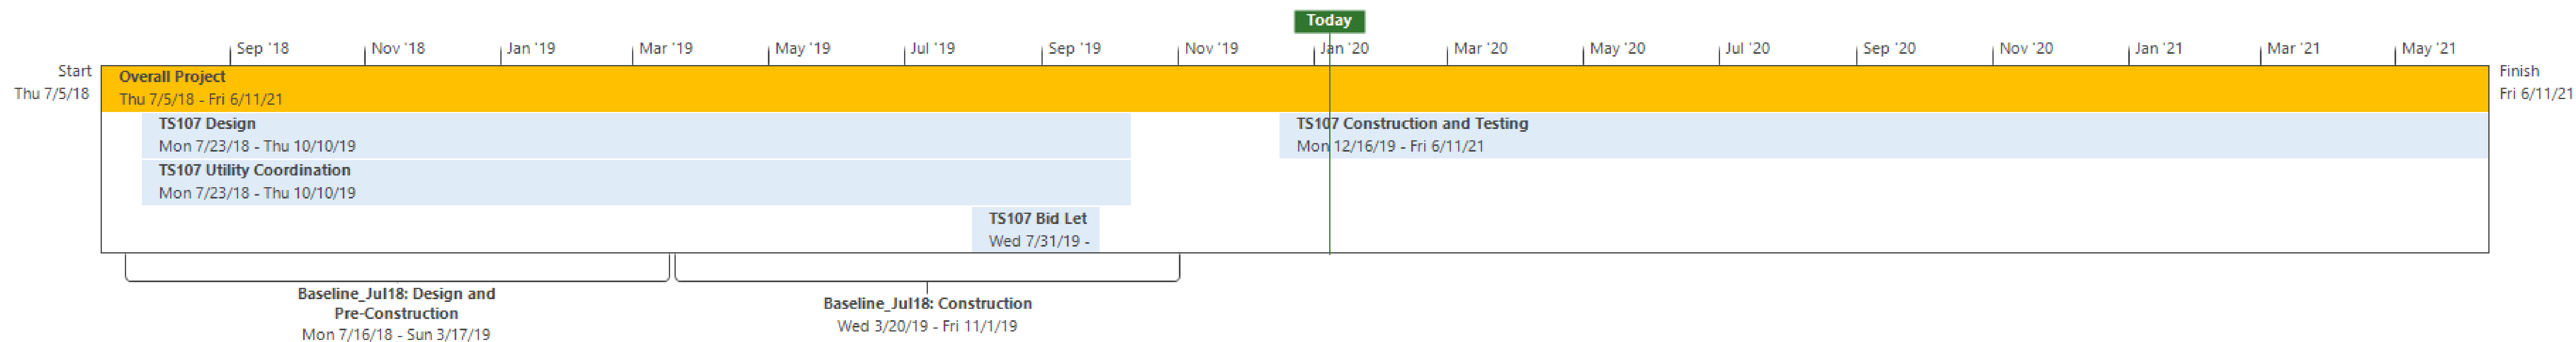 Today
Sep '18
Nov '18
Jan '19
Mar '19
May '19
Jul '19
Sep '19
Nov '19
Jan '20
Mar '20
May '20
Jul '20
Sep '20
Nov '20
Jan '21
Mar '21
May '21
Start
Thu 7/5/18
Overall Project
Thu 7/5/18 - Fri 6/11/21
Finish
Fri 6/11/21
TS107 Design
Mon 7/23/18 - Thu 10/10/19
TS107 Construction and Testing
Mon 12/16/19 - Fri 6/11/21
TS107 Utility Coordination
Mon 7/23/18 - Thu 10/10/19
TS107 Bid Let
Wed 7/31/19 -
Baseline_Jul18: Design and
Pre-Construction
Mon 7/16/18 - Sun 3/17/19
Baseline_Jul18: Construction
Wed 3/20/19 - Fri 11/1/19